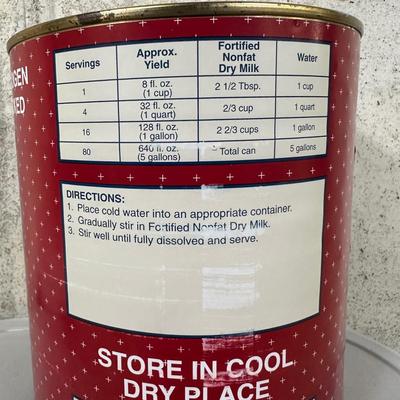 GEN
ED
Servings Approx. Yield Fortified Nonfat Dry Milk Water
1 8 fl. oz. (1 cup) 2 1/2 Tbsp. 1 cup
4 32 fl. oz. (1 quart) 2/3 cup 1 quart
16 128 fl. oz. (1 gallon) 2 2/3 cups 1 gallon
80 640 fl. oz. (5 gallons) Total can 5 gallons
DIRECTIONS:
1. Place cold water into an appropriate container.
2. Gradually stir in Fortified Nonfat Dry Milk.
3. Stir well until fully dissolved and serve.
STORE IN COOL
DRY PLACE